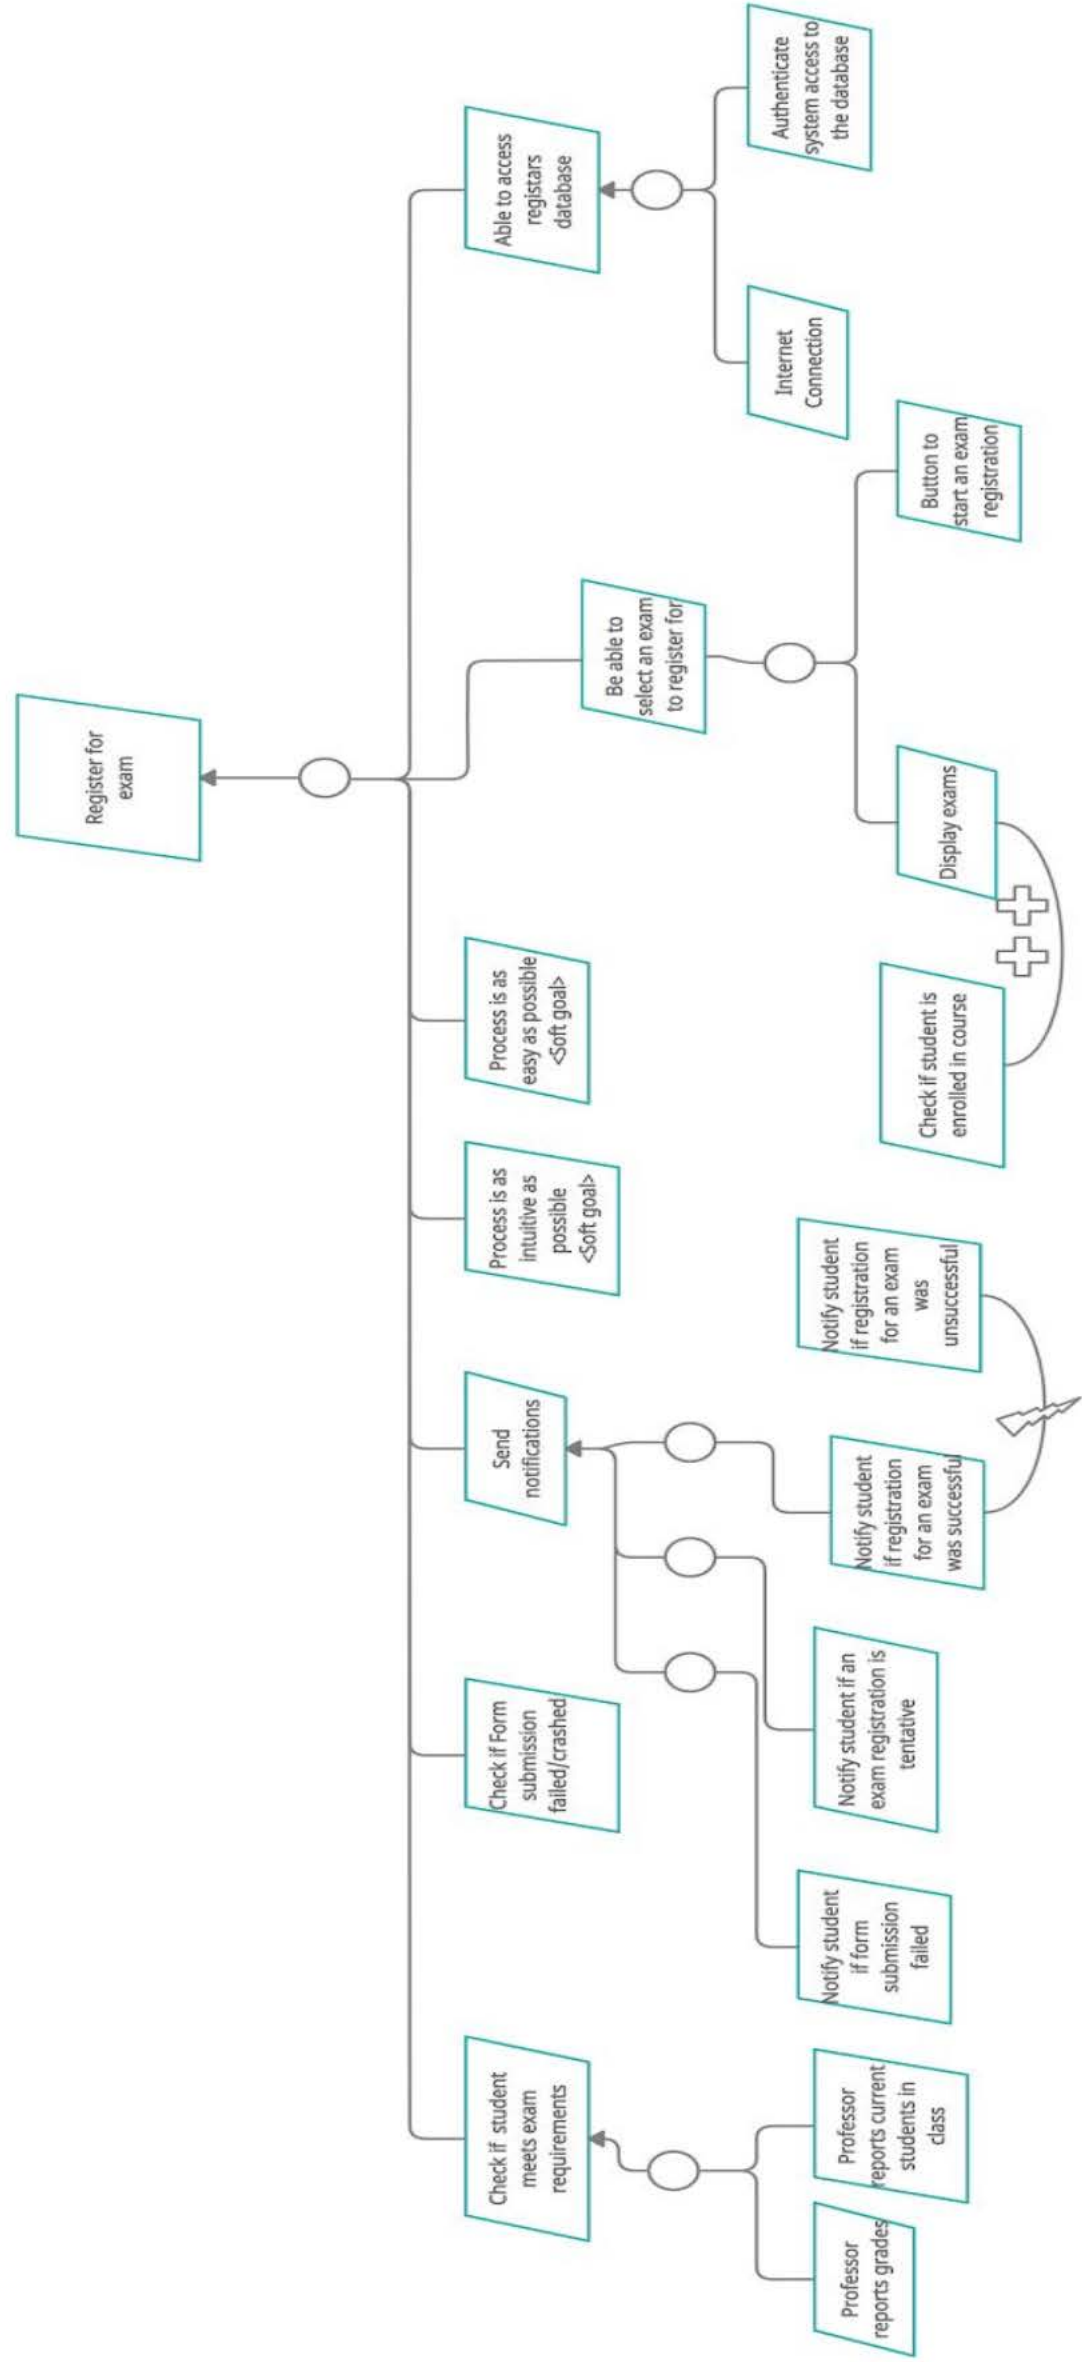 Register for
exam
Check if  student
meets exam
requirements
Check if Form
submission
failed/crashed
Send
notifications
Process is as
intuitive as
possible
<Soft goal>
Process is as
easy as possible
<Soft goal>
Be able to
select an exam
to register for
Able to access
registars
database
Professor
reports grades
Professor
reports current
students in
class
Notify student
if form
submission
failed
Notify student if an
exam registration is
tentative
Notify student
if registration
for an exam
was successful
Notify student
if registration
for an exam
was
unsuccessful
Check if student is
enrolled in course
Display exams
Button to
start an exam
registration
Internet
Connection
Authenticate
system access to
the database